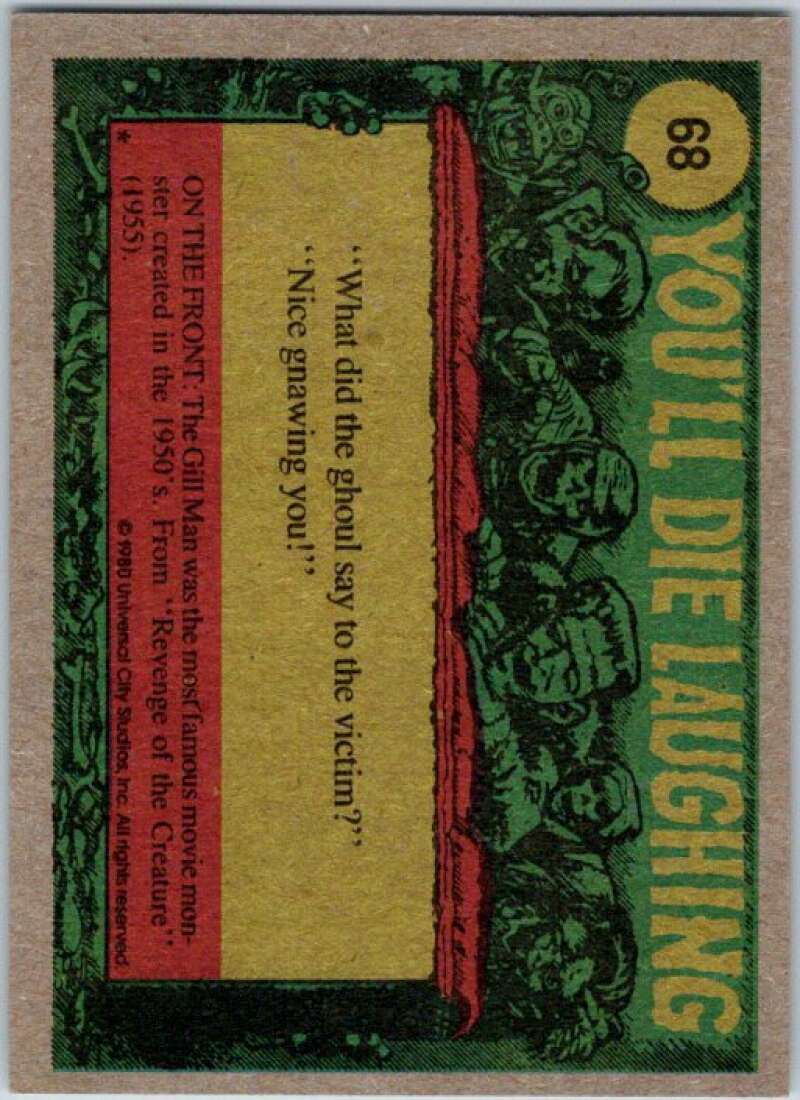 68
YOU'LL DIE LAUGHING
“What did the ghoul say to the victim?”
“Nice gnawing you!”
ON THE FRONT: The Gill Man was the most famous movie mon-
ster created in the 1950's. From “Revenge of the Creature”
(1955).
* © 1980 Universal City Studios, Inc. All rights reserved